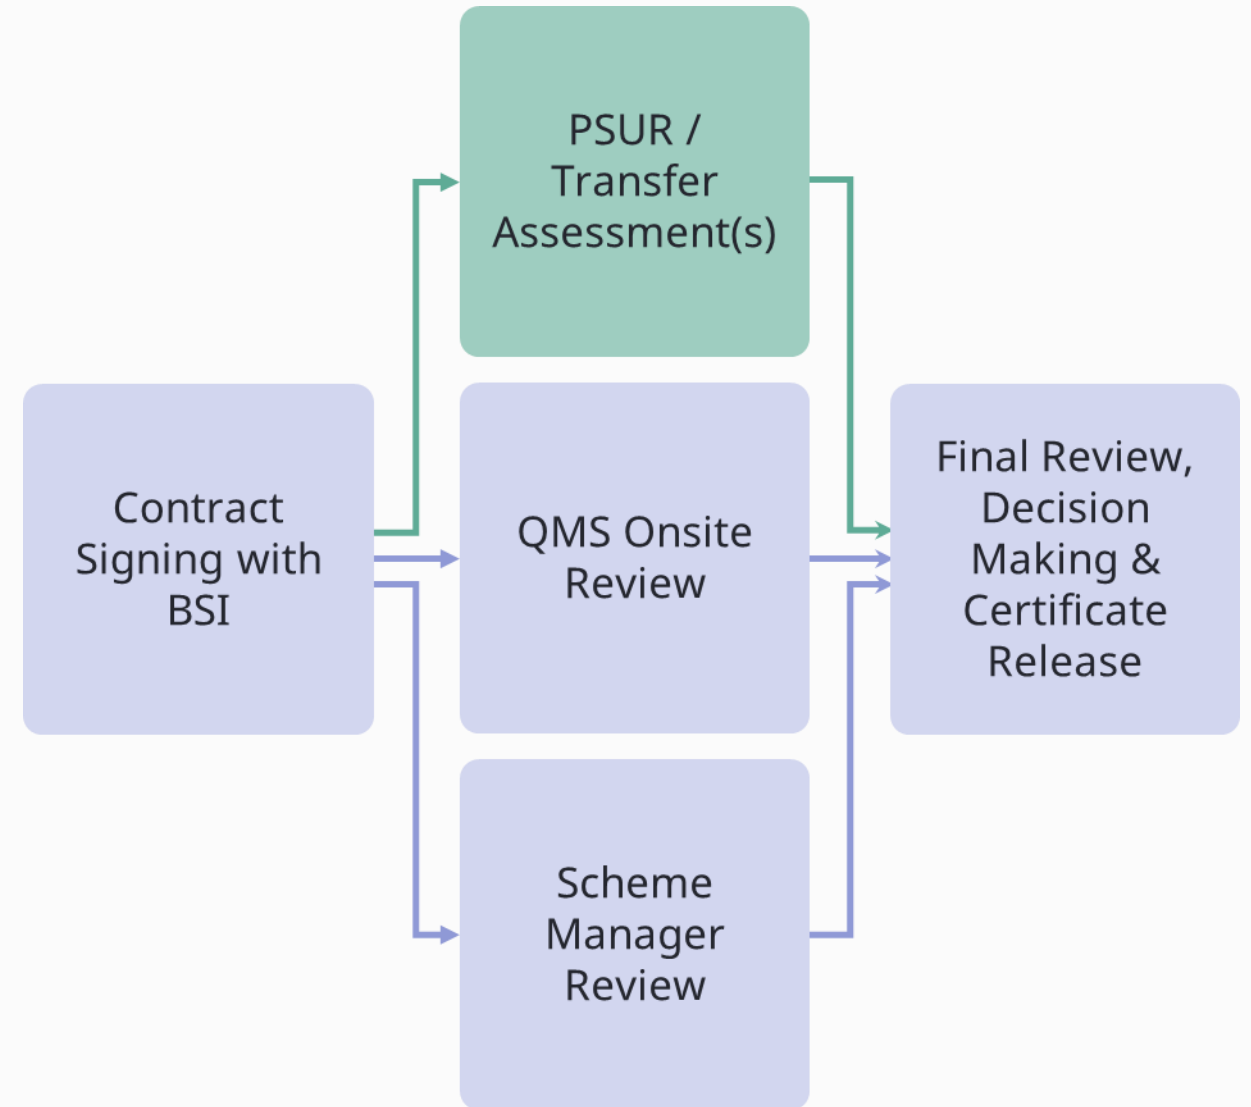 PSUR /
Transfer
Assessment(s)
Contract
Signing with
BSI
QMS Onsite
Review
Final Review,
Decision
Making &
Certificate
Release
Scheme
Manager
Review